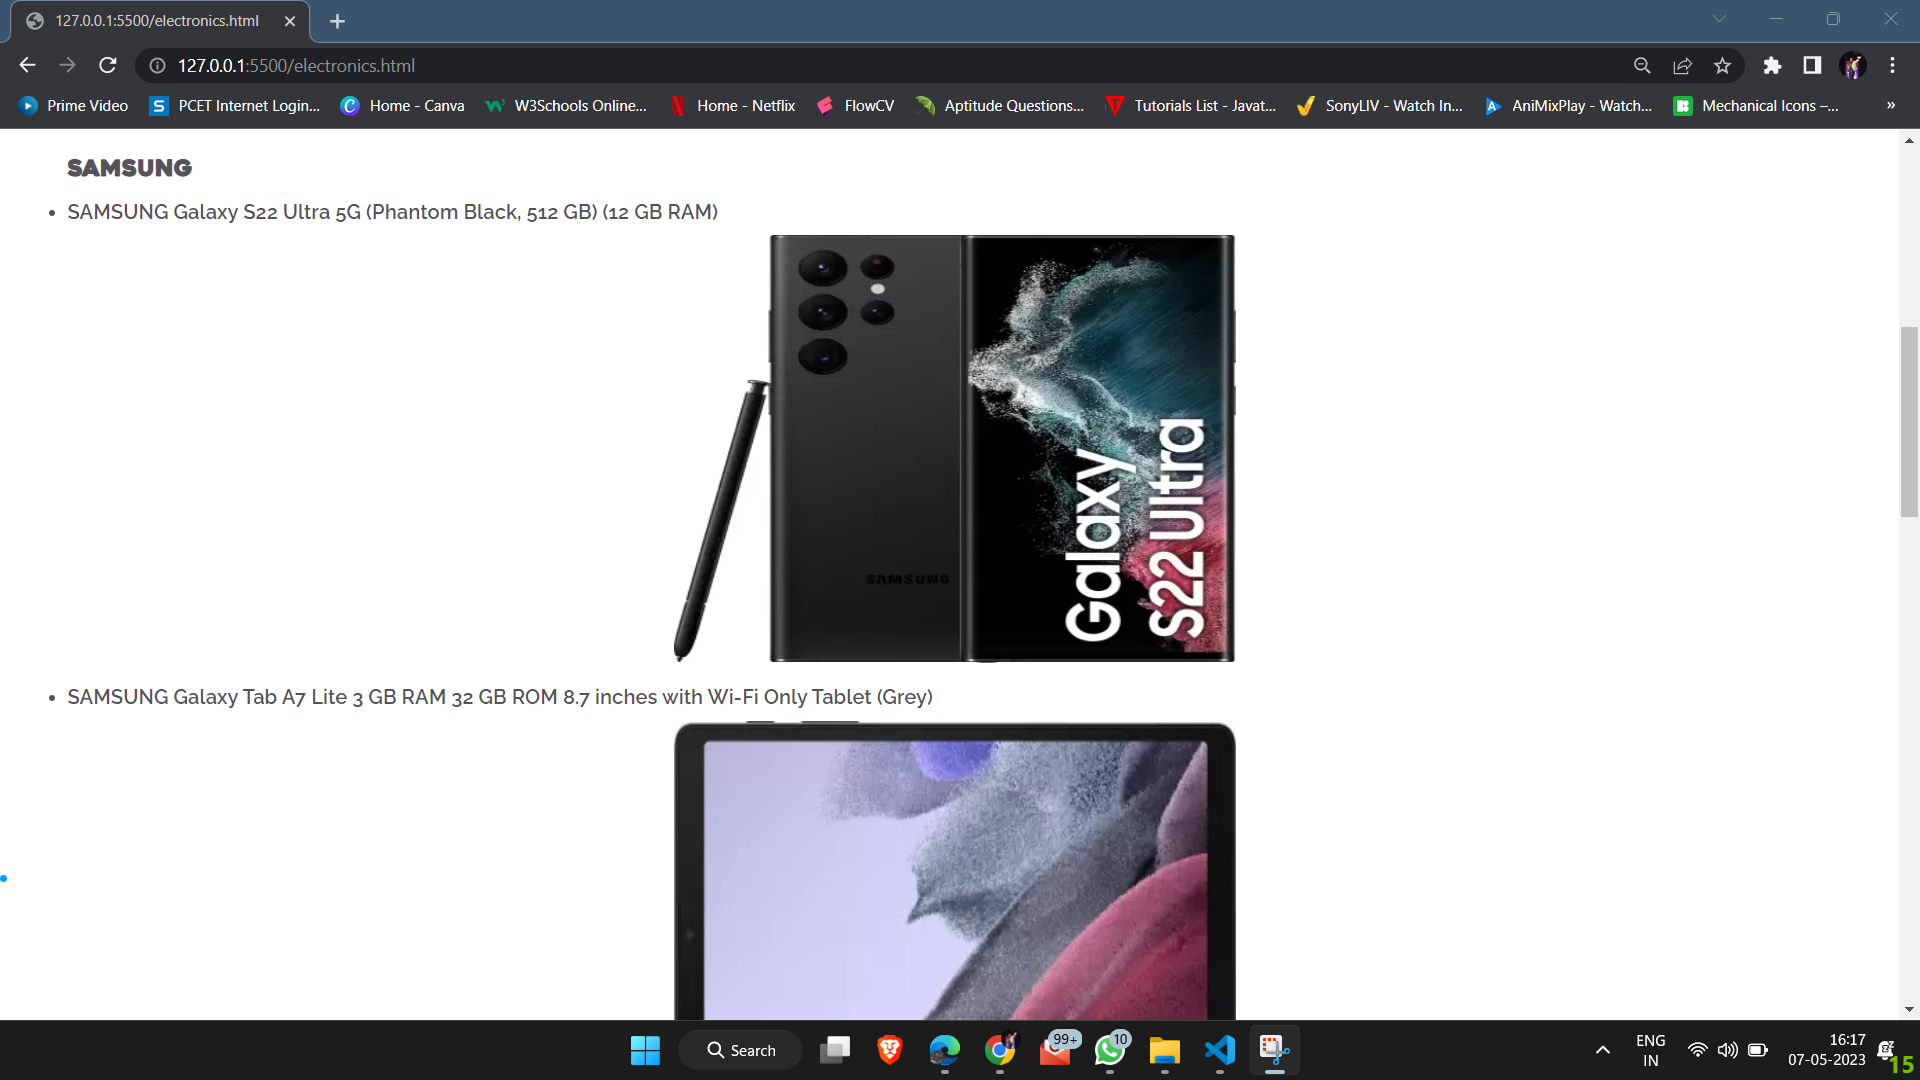 127.0.0.1:5500/electronics.html
127.0.0.1:5500/electronics.html
Prime Video
PCET Internet Login...
Home - Canva
W3Schools Online...
Home - Netflix
FlowCV
Aptitude Questions...
Tutorials List - Javat...
SonyLIV - Watch In...
AniMixPlay - Watch...
Mechanical Icons –...
»
SAMSUNG
• SAMSUNG Galaxy S22 Ultra 5G (Phantom Black, 512 GB) (12 GB RAM)
SAMSUNG
Galaxy
S22 Ultra
• SAMSUNG Galaxy Tab A7 Lite 3 GB RAM 32 GB ROM 8.7 inches with Wi-Fi Only Tablet (Grey)
Search
99+
10
ENG
IN
16:17
07-05-2023
15